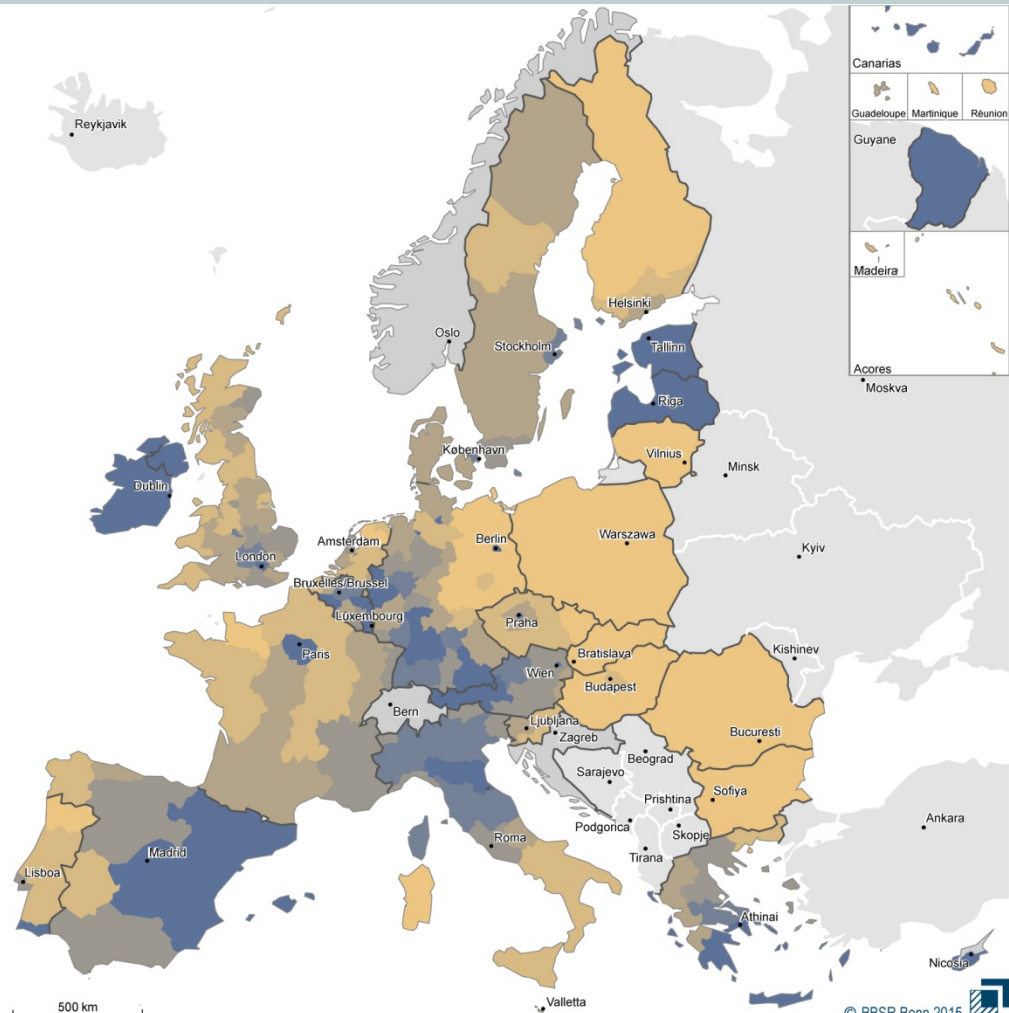 Canarias
Guadeloupe
Martinique
Réunion
Guyane
Madeira
Acores
Reykjavik
Moskva
Helsinki
Oslo
Stockholm
Tallinn
Riga
København
Vilnius
Minsk
Dublin
Amsterdam
Berlin
Warszawa
London
Kyiv
Bruxelles/Brussel
Luxembourg
Praha
Paris
Kishinev
Bratislava
Wien
Budapest
Bern
Ljubljana
Zagreb
Bucuresti
Beograd
Sarajevo
Sofiya
Prishtina
Podgorica
Skopje
Ankara
Roma
Tirana
Madrid
Lisboa
Athinai
Nicosia
Valletta
500 km
© BBSR Bonn 2015